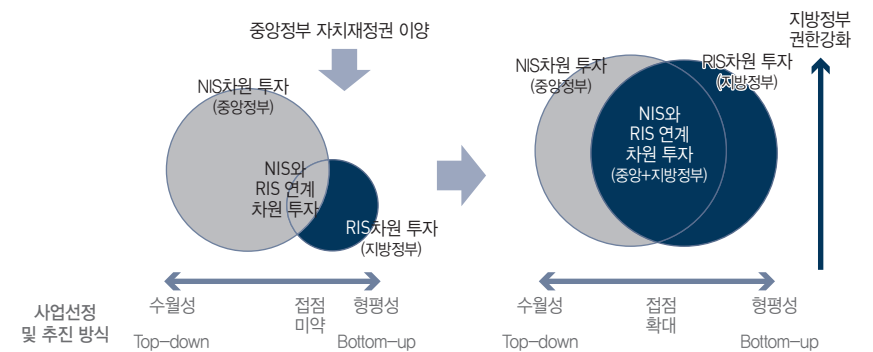 중앙정부 자치재정권 이양
NIS차원 투자
(중앙정부)
NIS와
RIS 연계
차원 투자
RIS차원 투자
(지방정부)
NIS차원 투자
(중앙정부)
RIS차원 투자
(지방정부)
NIS와
RIS 연계
차원 투자
(중앙+지방정부)
지방정부
권한강화
사업선정
및 추진 방식
수월성
접점
미약
형평성
Top-down
Bottom-up
수월성
접점
확대
형평성
Top-down
Bottom-up